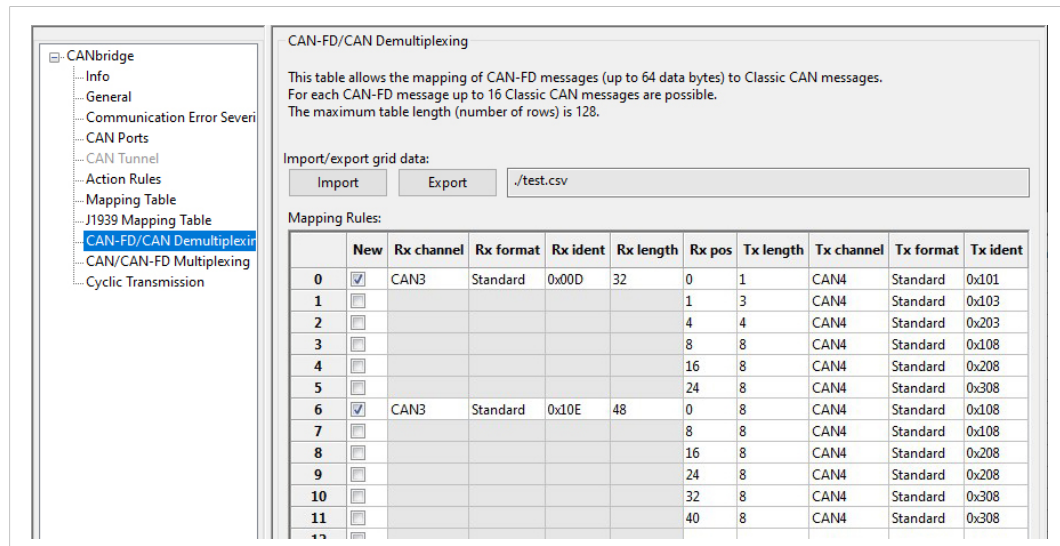 CANbridge
Info
General
Communication Error Severi
CAN Ports
CAN Tunnel
Action Rules
Mapping Table
J1939 Mapping Table
CAN-FD/CAN Demultiplexin
CAN/CAN-FD Multiplexing
Cyclic Transmission
CAN-FD/CAN Demultiplexing
This table allows the mapping of CAN-FD messages (up to 64 data bytes) to Classic CAN messages.
For each CAN-FD message up to 16 Classic CAN messages are possible.
The maximum table length (number of rows) is 128.
Import/export grid data:
Import Export ./test.csv
Mapping Rules:
New Rx channel Rx format Rx ident Rx length Rx pos Tx length Tx channel Tx format Tx ident
0 CAN3 Standard 0x00D 32 0 1 CAN4 Standard 0x101
1 1 3 CAN4 Standard 0x103
2 4 4 CAN4 Standard 0x203
3 8 8 CAN4 Standard 0x108
4 16 8 CAN4 Standard 0x208
5 24 8 CAN4 Standard 0x308
6 CAN3 Standard 0x10E 48 0 8 CAN4 Standard 0x108
7 8 8 CAN4 Standard 0x108
8 16 8 CAN4 Standard 0x208
9 24 8 CAN4 Standard 0x208
10 32 8 CAN4 Standard 0x308
11 40 8 CAN4 Standard 0x308
12